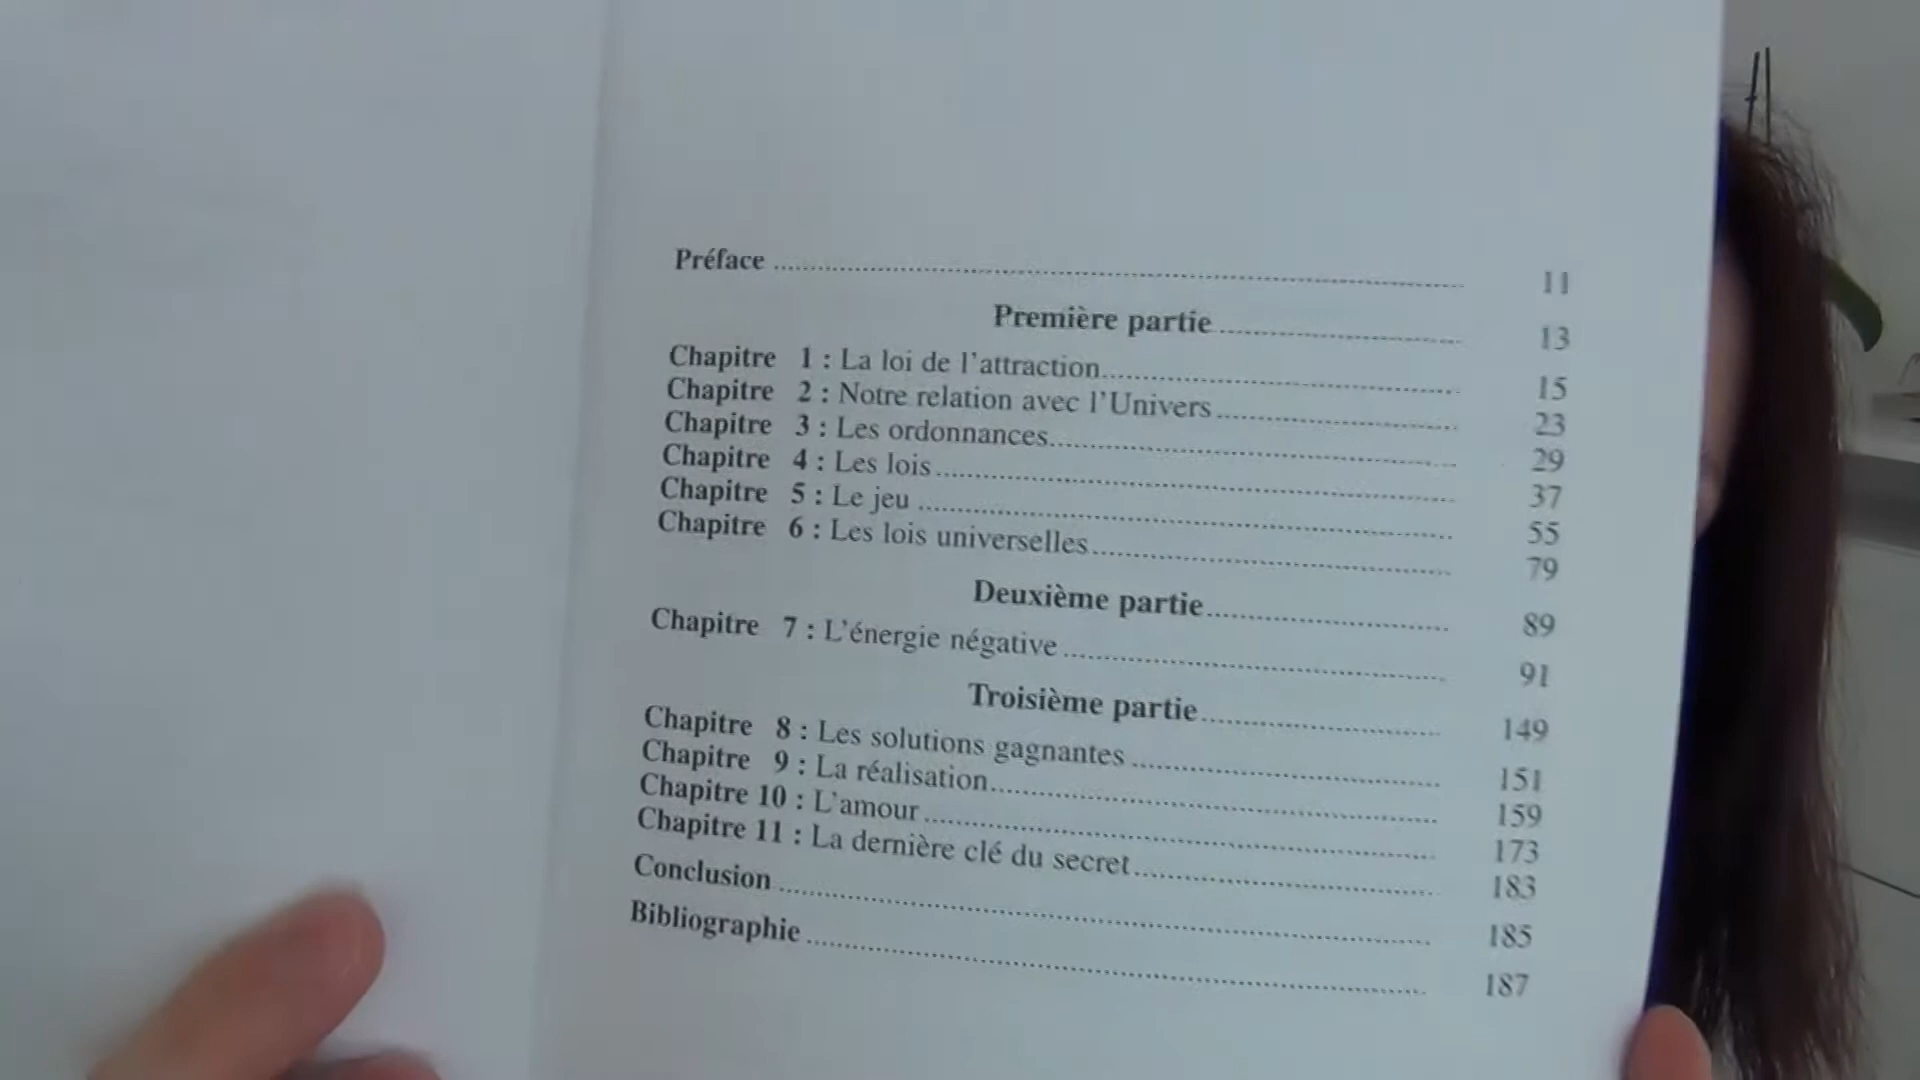 Préface ........ 11
Première partie ........ 13
Chapitre 1 : La loi de l'attraction ........ 15
Chapitre 2 : Notre relation avec l'Univers ........ 23
Chapitre 3 : Les ordonnances ........ 29
Chapitre 4 : Les lois ........ 37
Chapitre 5 : Le jeu ........ 55
Chapitre 6 : Les lois universelles ........ 79
Deuxième partie ........ 89
Chapitre 7 : L'énergie négative ........ 91
Troisième partie ........ 149
Chapitre 8 : Les solutions gagnantes ........ 151
Chapitre 9 : La réalisation ........ 159
Chapitre 10 : L'amour ........ 173
Chapitre 11 : La dernière clé du secret ........ 183
Conclusion ........ 185
Bibliographie ........ 187